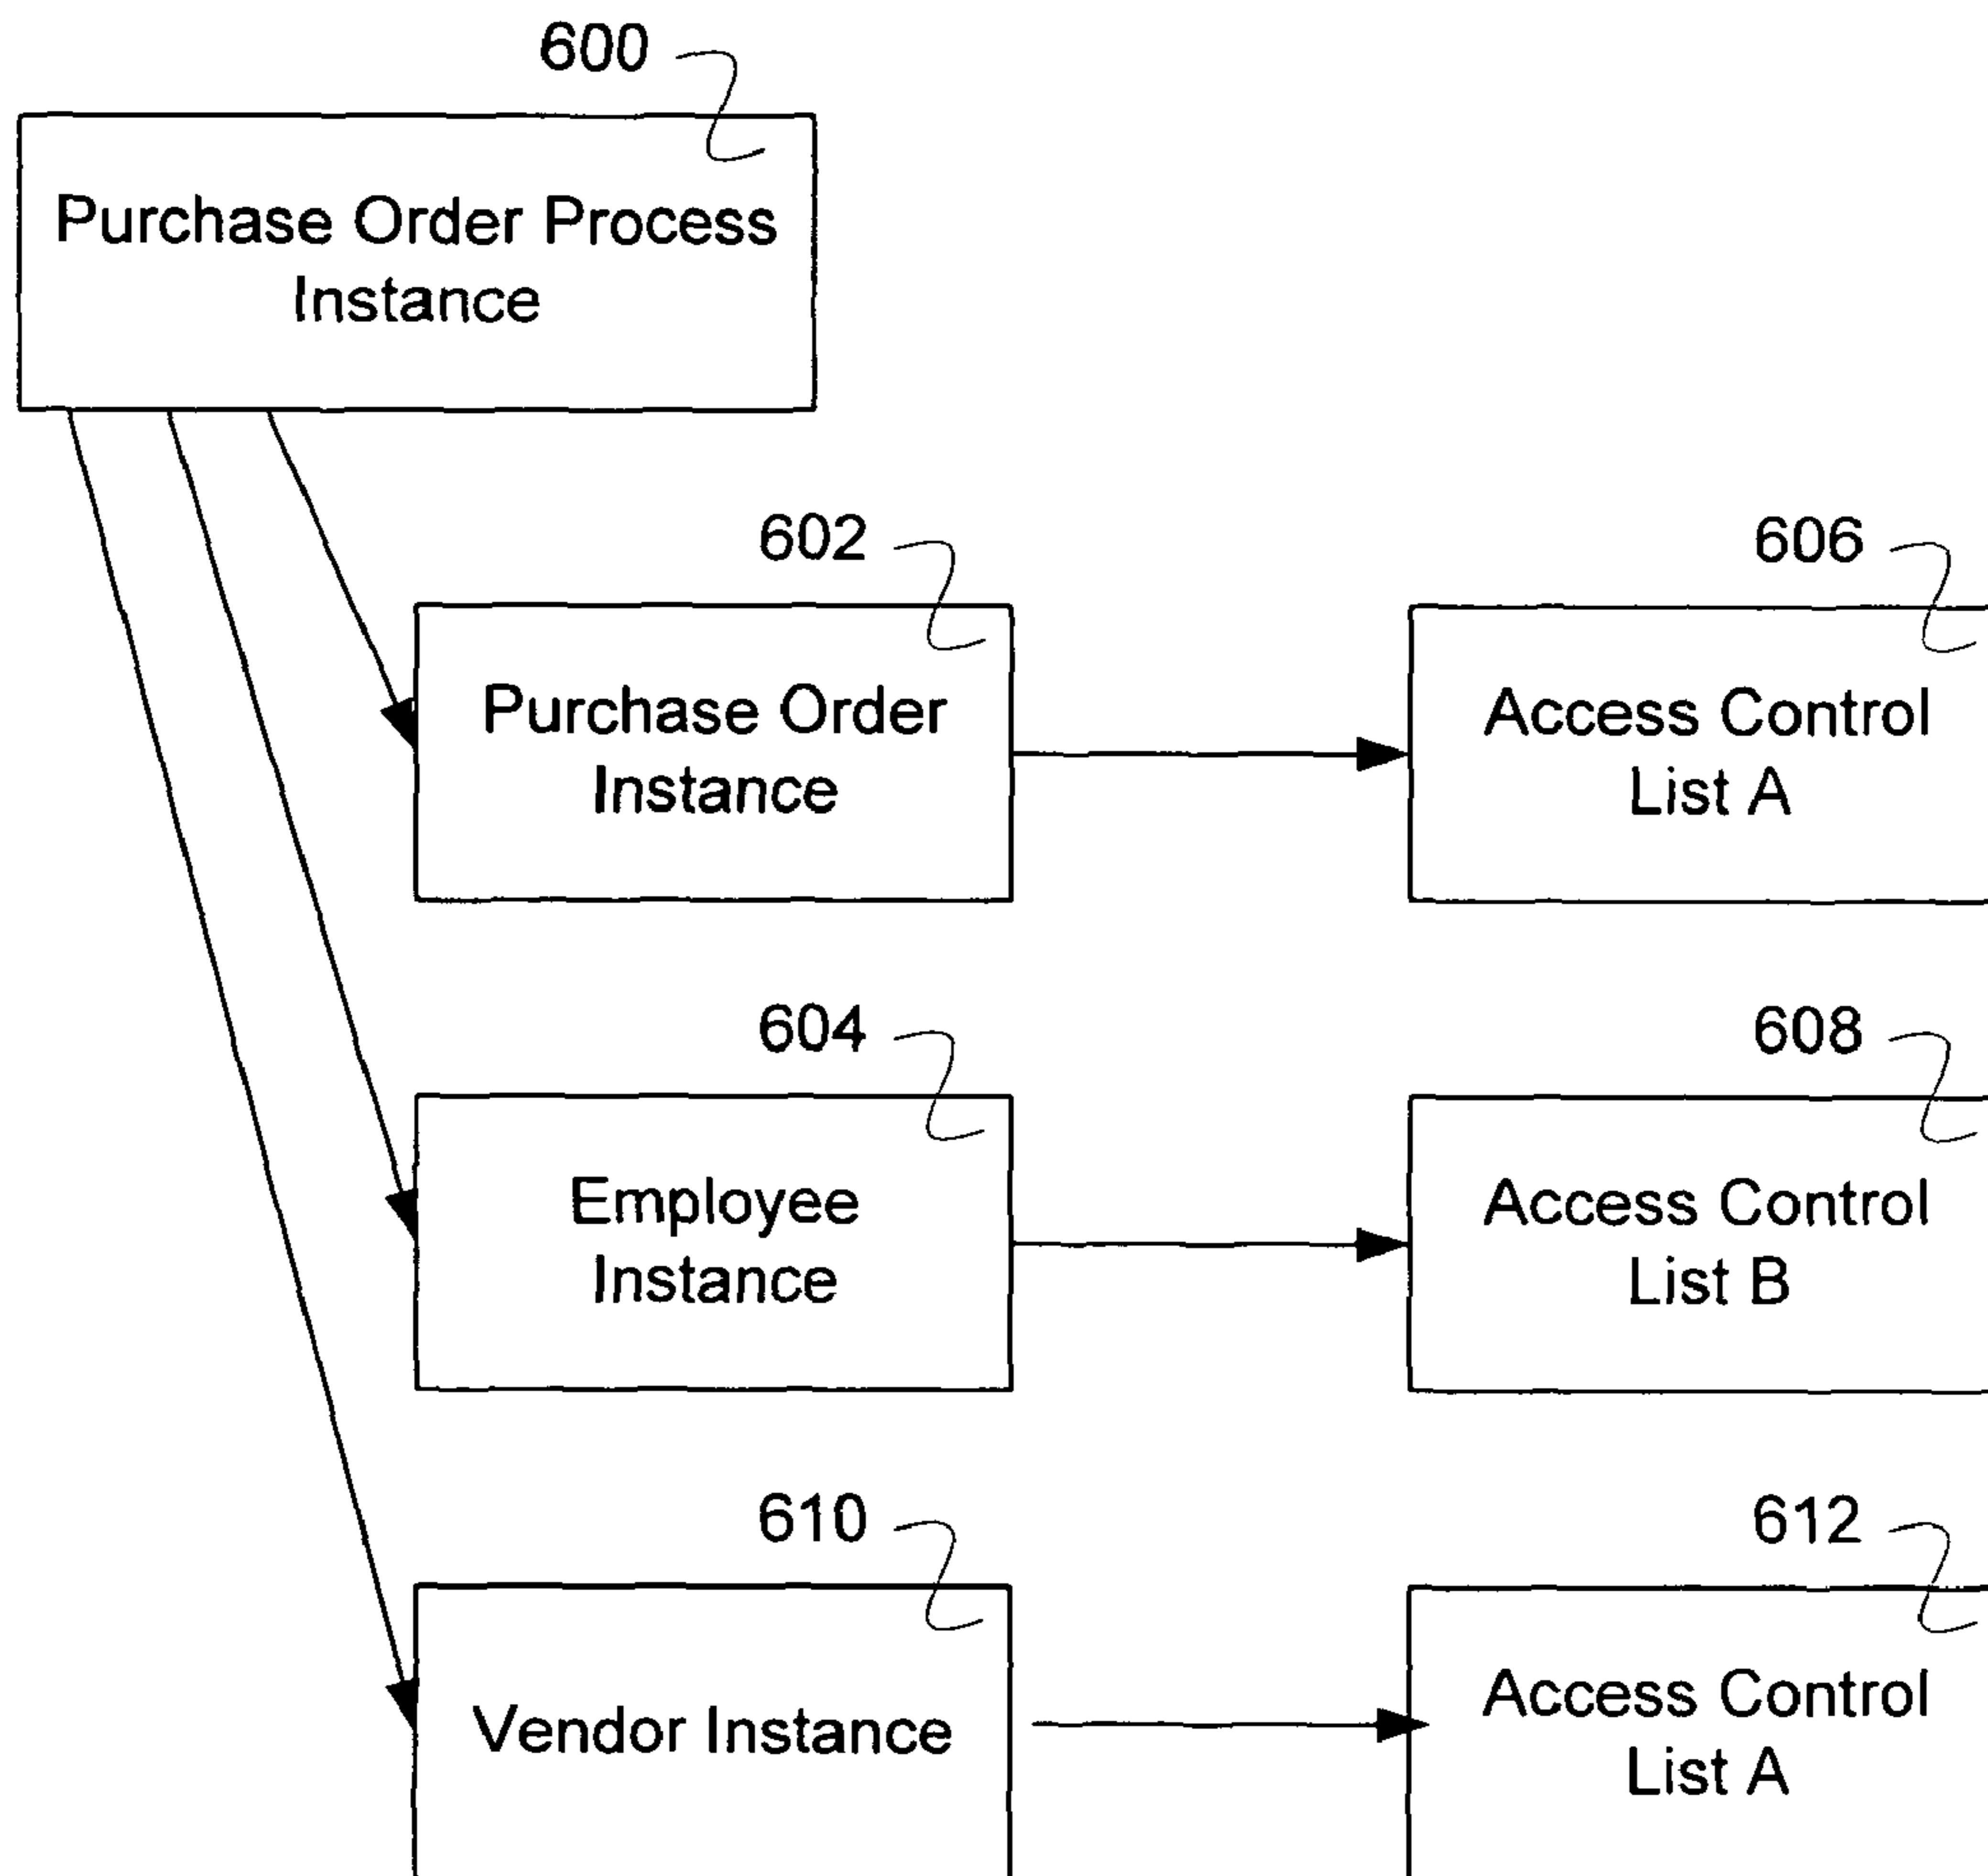 600
Purchase Order Process
Instance
602
606
Purchase Order
Instance
Access Control
List A
604
608
Employee
Instance
Access Control
List B
610
612
Vendor Instance
Access Control
List A